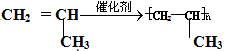 CH₂ = CH —催化剂→ -[CH₂ — CH]-ₙ
CH₃ CH₃